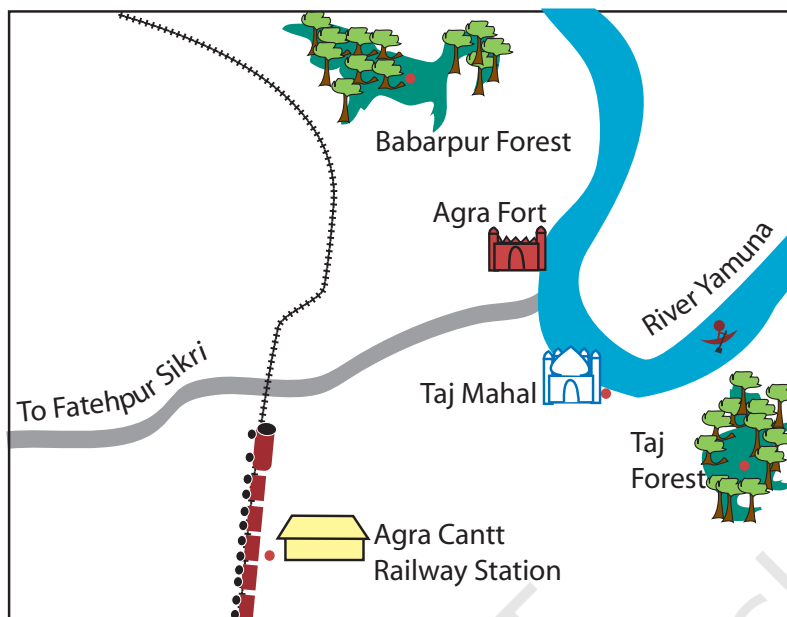 Babarpur Forest
Agra Fort
River Yamuna
To Fatehpur Sikri
Taj Mahal
Taj
Forest
Agra Cantt
Railway Station